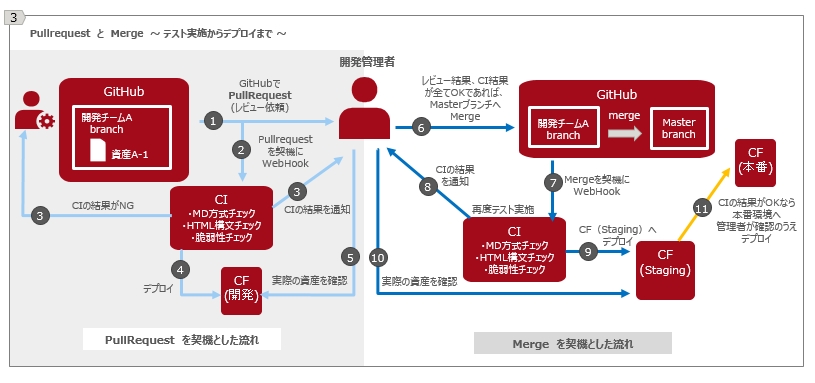 3
Pullrequest と Merge ～ テスト実施からデプロイまで ～
GitHub
開発チームA
branch
資産A-1
1
GitHubで
PullRequest
(レビュー依頼)
2
Pullrequest
を契機に
WebHook
3
CIの結果がNG
CI
・MD方式チェック
・HTML構文チェック
・脆弱性チェック
3
CIの結果を通知
4
デプロイ
CF
(開発)
5
実際の資産を確認
PullRequest を契機とした流れ
開発管理者
レビュー結果、CI結果
が全てOKであれば、
Masterブランチへ
Merge
6
GitHub
開発チームA
branch
merge
Master
branch
7
Mergeを契機に
WebHook
8
CIの結果
を通知
再度テスト実施
CI
・MD方式チェック
・HTML構文チェック
・脆弱性チェック
CF（Staging）へ
デプロイ
9
10
実際の資産を確認
CF
(Staging)
11
CF
(本番)
CIの結果がOKなら
本番環境へ
管理者が確認のうえ
デプロイ
Merge を契機とした流れ